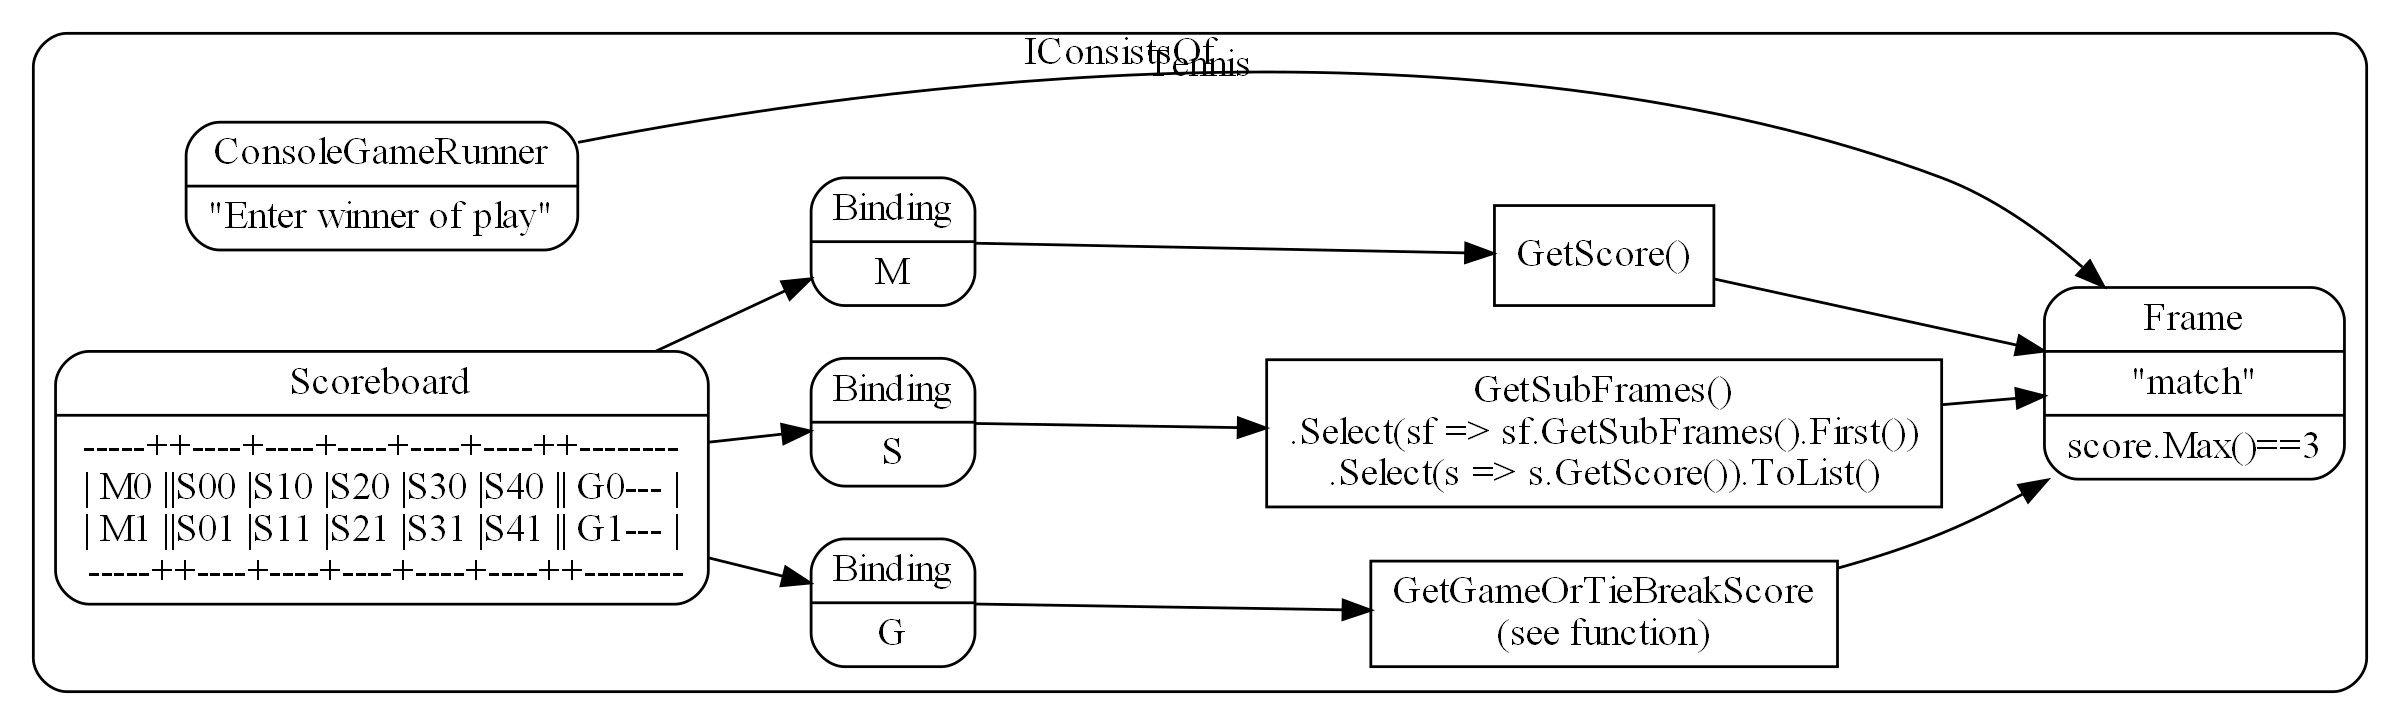 IConsistsOf
Tennis
ConsoleGameRunner
"Enter winner of play"
Binding
M
GetScore()
Frame
"match"
score.Max()==3
Scoreboard
-----++----+----+----+----+----++--------
| M0 ||S00 |S10 |S20 |S30 |S40 || G0--- |
| M1 ||S01 |S11 |S21 |S31 |S41 || G1--- |
-----++----+----+----+----+----++--------
Binding
S
GetSubFrames()
.Select(sf => sf.GetSubFrames().First())
.Select(s => s.GetScore()).ToList()
Binding
G
GetGameOrTieBreakScore
(see function)